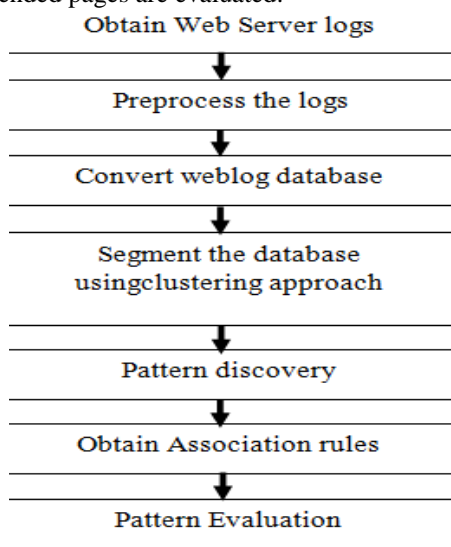 ended pages are evaluated.
Obtain Web Server logs
Preprocess the logs
Convert weblog database
Segment the database
usingclustering approach
Pattern discovery
Obtain Association rules
Pattern Evaluation